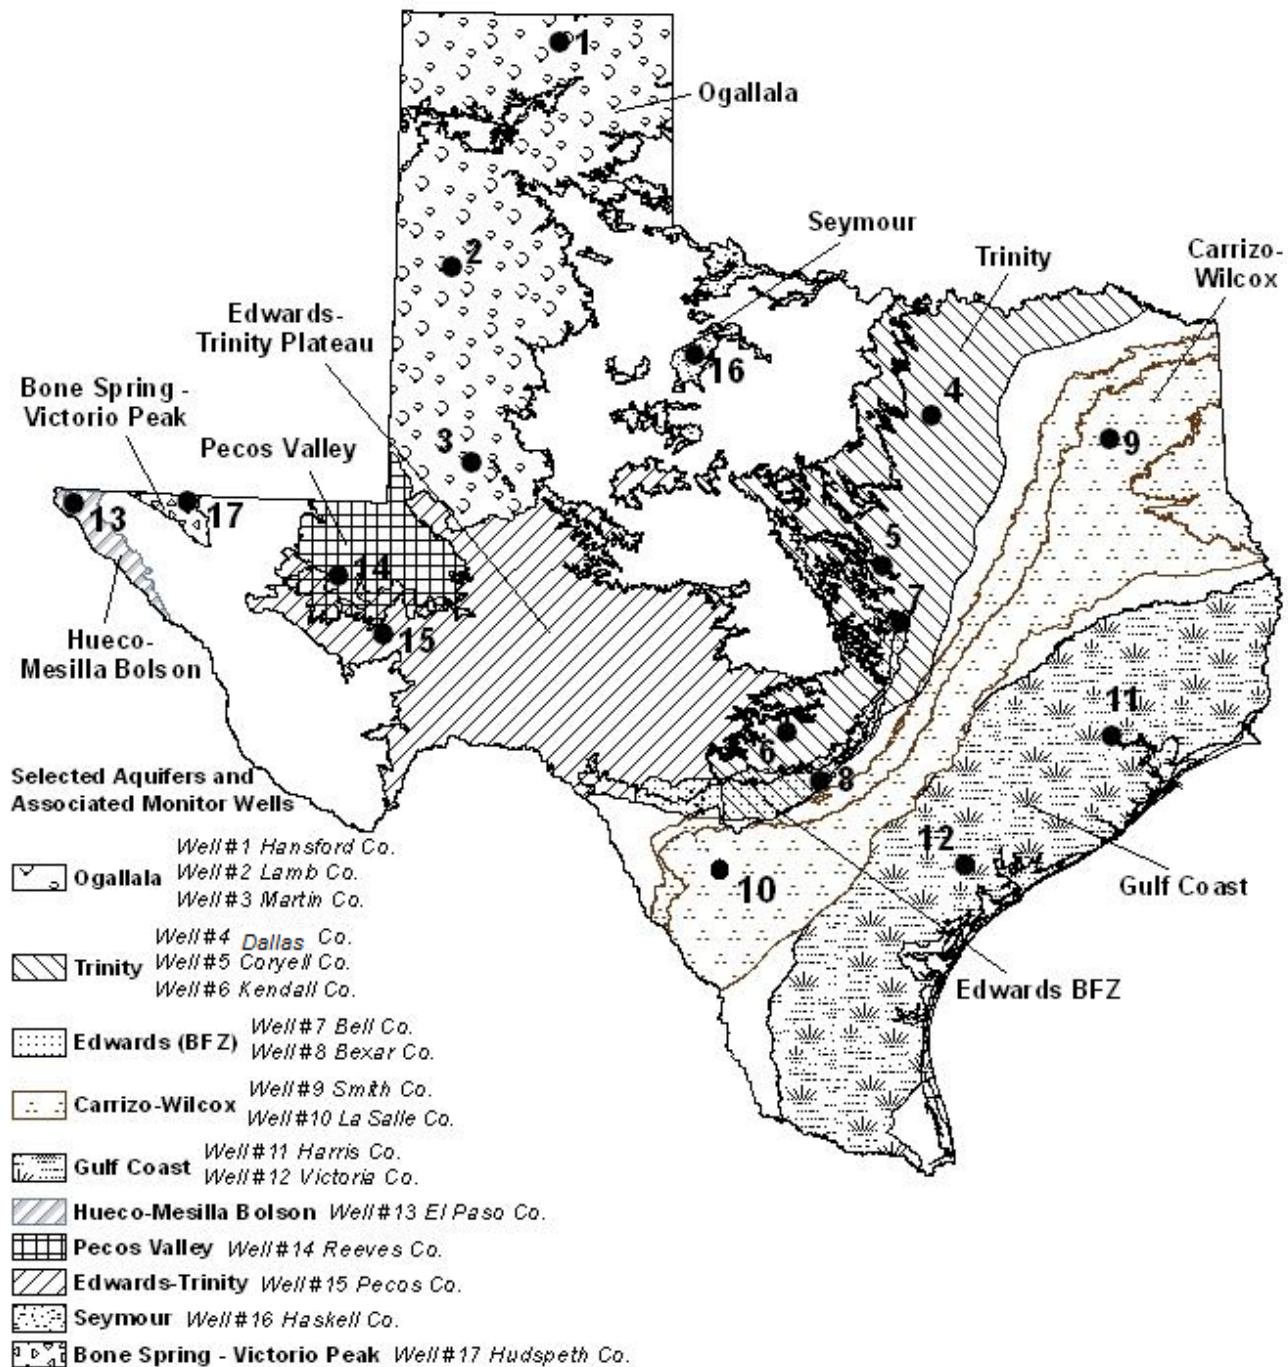 1
Ogallala
Seymour
Trinity
Carrizo-
Wilcox
2
Edwards-
Trinity Plateau
16
4
Bone Spring -
Victorio Peak
Pecos Valley
3
9
13
17
5
14
7
15
Hueco-
Mesilla Bolson
11
6
8
12
10
Gulf Coast
Edwards BFZ
Selected Aquifers and
Associated Monitor Wells
Ogallala
Well#1 Hansford Co.
Well#2 Lamb Co.
Well#3 Martin Co.
Trinity
Well#4 Dallas Co.
Well#5 Coryell Co.
Well#6 Kendall Co.
Edwards (BFZ)
Well#7 Bell Co.
Well#8 Bexar Co.
Carrizo-Wilcox
Well#9 Smith Co.
Well#10 La Salle Co.
Gulf Coast
Well#11 Harris Co.
Well#12 Victoria Co.
Hueco-Mesilla Bolson Well#13 El Paso Co.
Pecos Valley Well#14 Reeves Co.
Edwards-Trinity Well#15 Pecos Co.
Seymour Well#16 Haskell Co.
Bone Spring - Victorio Peak Well#17 Hudspeth Co.